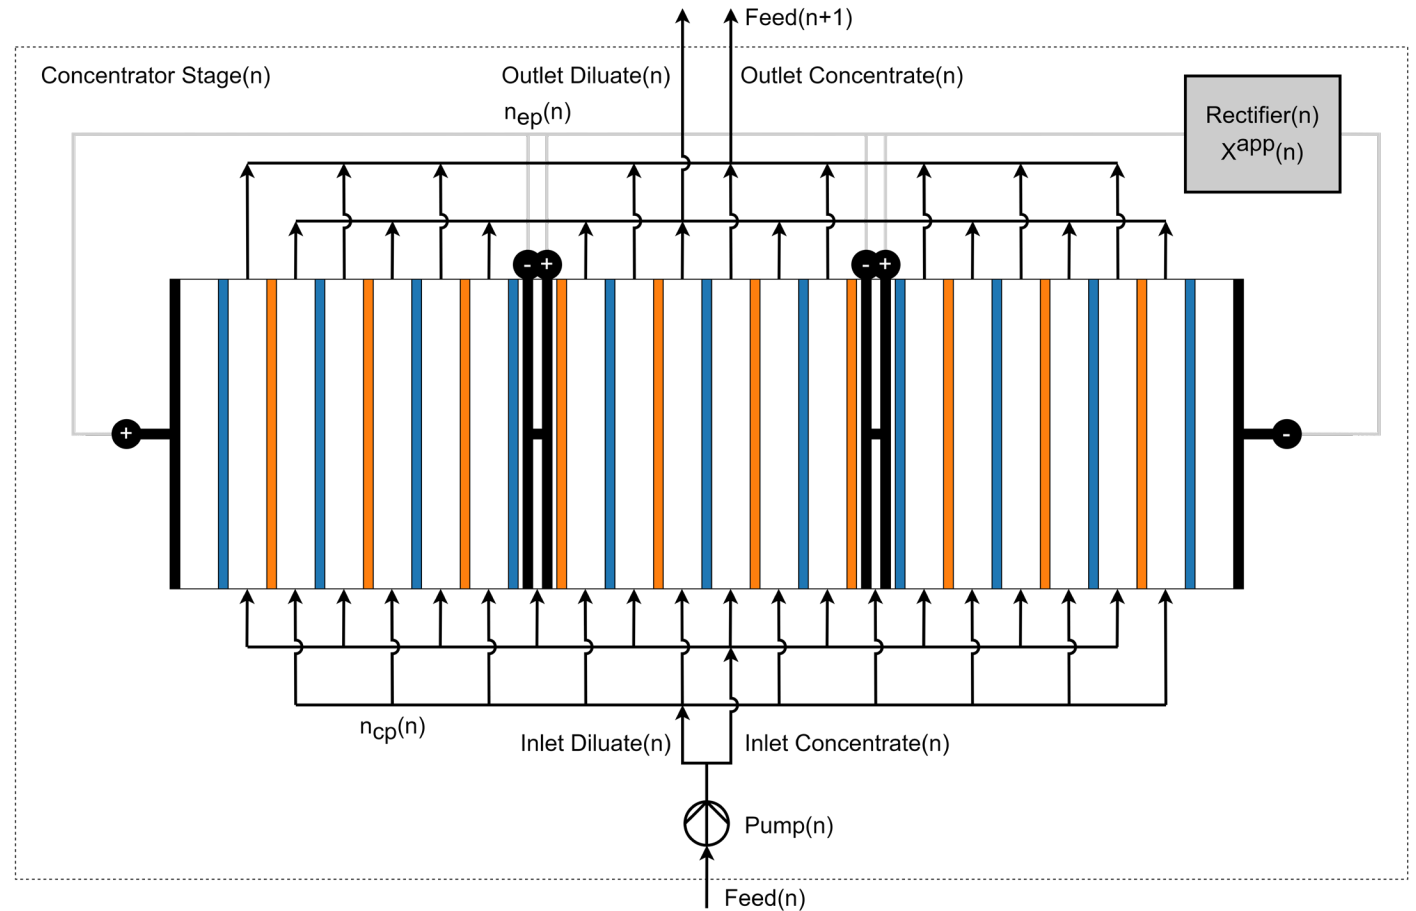 Feed(n+1)
Concentrator Stage(n)
Outlet Diluate(n)
Outlet Concentrate(n)
nep(n)
Rectifier(n)
Xapp(n)
- +
- +
+
-
ncp(n)
Inlet Diluate(n)
Inlet Concentrate(n)
Pump(n)
Feed(n)